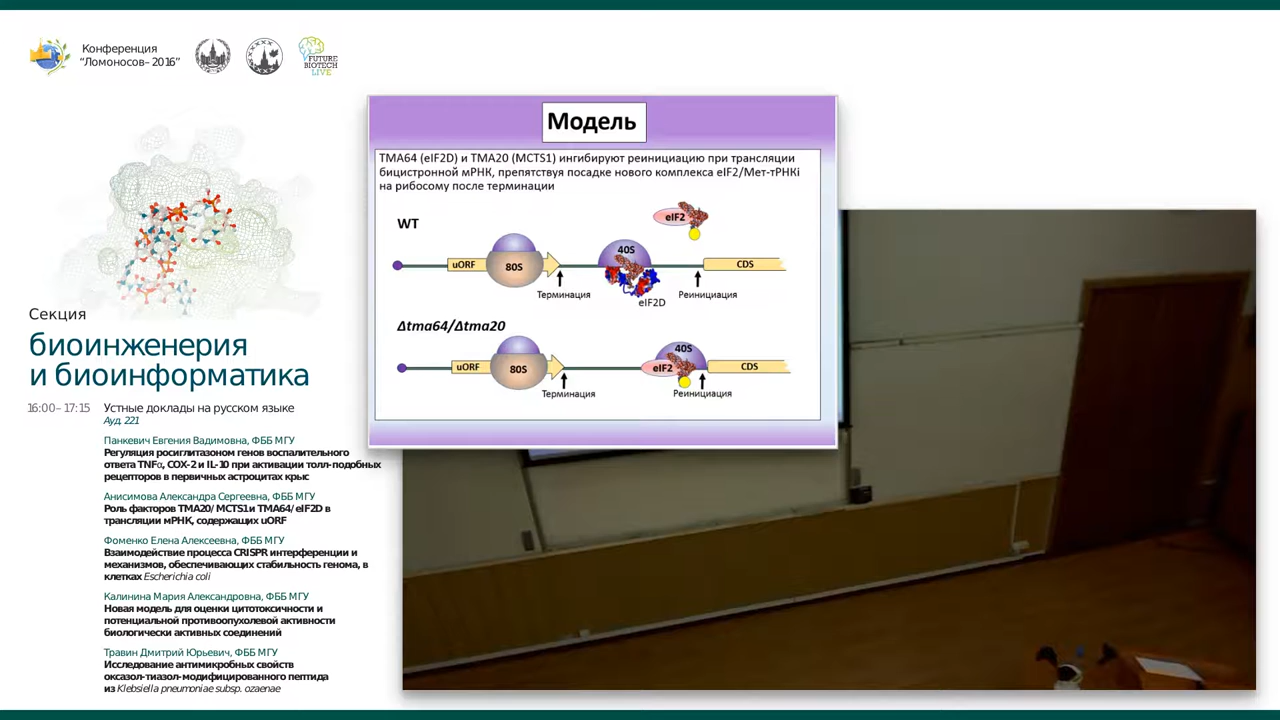 Конференция
“Ломоносов–2016”
FUTURE
BIOTECH
LIVE
Секция
биоинженерия
и биоинформатика
16:00–17:15 Устные доклады на русском языке
Ауд. 221
Панкевич Евгения Вадимовна, ФББ МГУ
Регуляция росиглитазоном генов воспалительного
ответа TNFα, COX-2 и IL-10 при активации толл-подобных
рецепторов в первичных астроцитах крыс
Анисимова Александра Сергеевна, ФББ МГУ
Роль факторов TMA20/MCTS1 и TMA64/eIF2D в
трансляции мРНК, содержащих uORF
Фоменко Елена Алексеевна, ФББ МГУ
Взаимодействие процесса CRISPR интерференции и
механизмов, обеспечивающих стабильность генома, в
клетках Escherichia coli
Калинина Мария Александровна, ФББ МГУ
Новая модель для оценки цитотоксичности и
потенциальной противоопухолевой активности
биологически активных соединений
Травин Дмитрий Юрьевич, ФББ МГУ
Исследование антимикробных свойств
оксазол-тиазол-модифицированного пептида
из Klebsiella pneumoniae subsp. ozaenae
Модель
TMA64 (eIF2D) и TMA20 (MCTS1) ингибируют реинициацию при трансляции
бицистронной мРНК, препятствуя посадке нового комплекса eIF2/Мет-тРНКi
на рибосому после терминации
WT
eIF2
uORF
80S
40S
CDS
Терминация
eIF2D
Реинициация
Δtma64/Δtma20
uORF
80S
40S
eIF2
CDS
Терминация
Реинициация